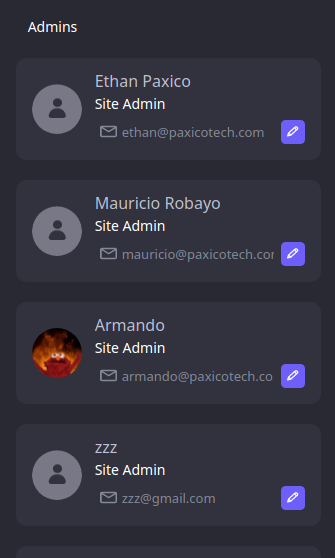 Admins
Ethan Paxico
Site Admin
ethan@paxicotech.com
Mauricio Robayo
Site Admin
mauricio@paxicotech.cor
Armando
Site Admin
armando@paxicotech.co
zzz
Site Admin
zzz@gmail.com